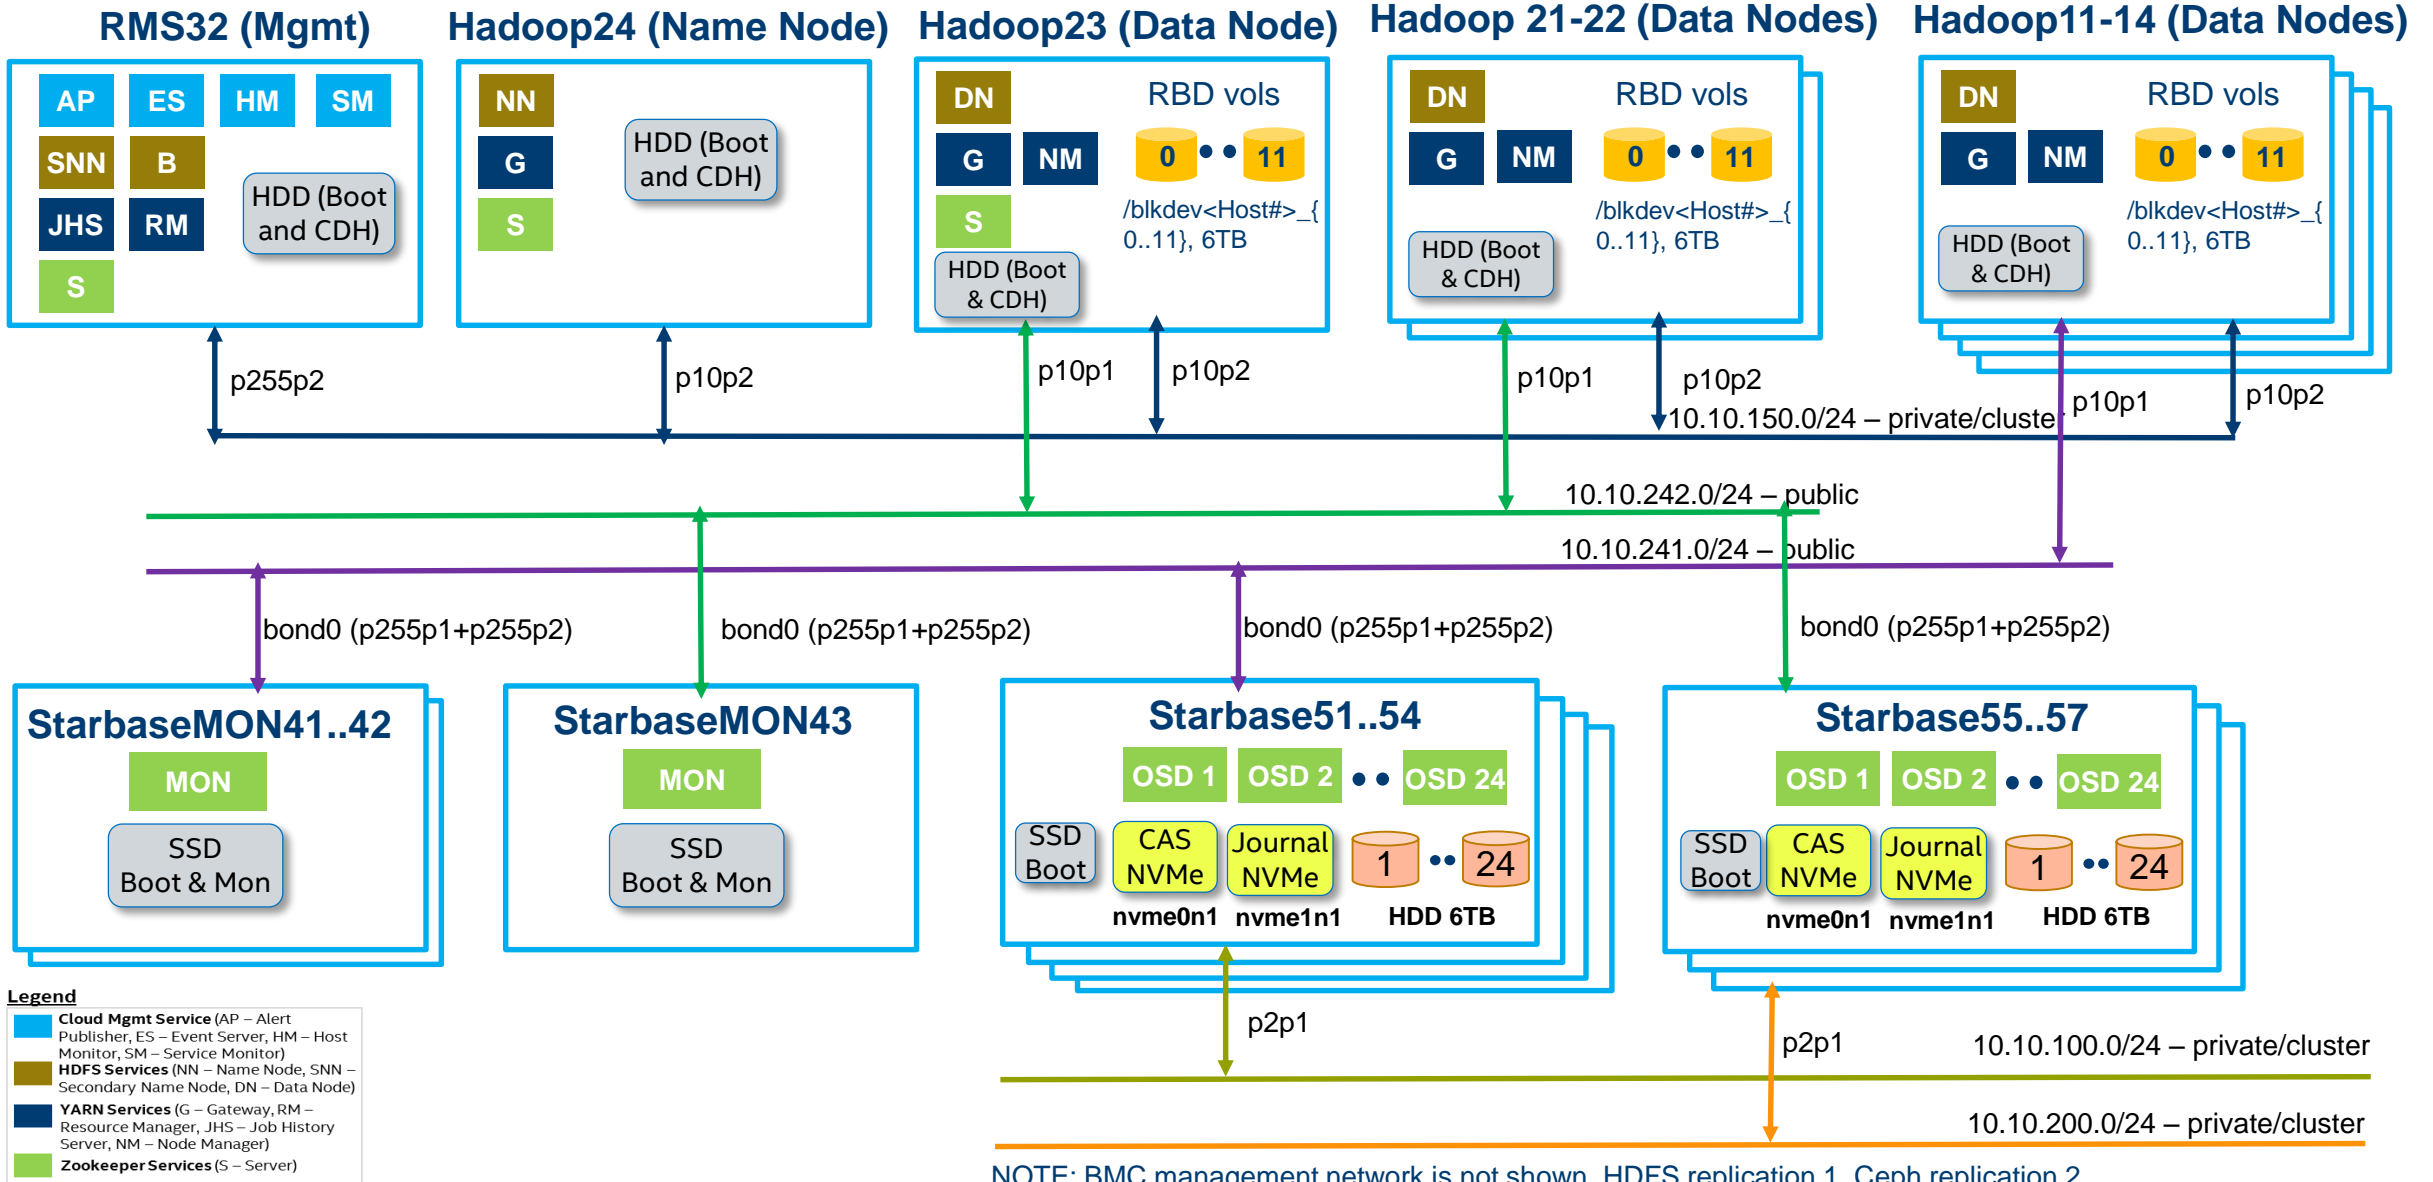 RMS32 (Mgmt)
Hadoop24 (Name Node)
Hadoop23 (Data Node)
Hadoop 21-22 (Data Nodes)
Hadoop11-14 (Data Nodes)
AP
ES
HM
SM
SNN
B
JHS
RM
S
HDD (Boot
and CDH)
NN
G
S
HDD (Boot
and CDH)
DN
G
NM
S
HDD (Boot
& CDH)
RBD vols
0
11
/blkdev<Host#>_{
0..11}, 6TB
DN
G
NM
HDD (Boot
& CDH)
RBD vols
0
11
/blkdev<Host#>_{
0..11}, 6TB
DN
G
NM
HDD (Boot
& CDH)
RBD vols
0
11
/blkdev<Host#>_{
0..11}, 6TB
p255p2
p10p2
p10p1
p10p2
p10p1
p10p2
p10p1
p10p2
10.10.150.0/24 – private/cluster
10.10.242.0/24 – public
10.10.241.0/24 – public
bond0 (p255p1+p255p2)
bond0 (p255p1+p255p2)
bond0 (p255p1+p255p2)
bond0 (p255p1+p255p2)
StarbaseMON41..42
MON
SSD
Boot & Mon
StarbaseMON43
MON
SSD
Boot & Mon
Starbase51..54
OSD 1
OSD 2
OSD 24
SSD
Boot
CAS
NVMe
Journal
NVMe
1
24
nvme0n1
nvme1n1
HDD 6TB
Starbase55..57
OSD 1
OSD 2
OSD 24
SSD
Boot
CAS
NVMe
Journal
NVMe
1
24
nvme0n1
nvme1n1
HDD 6TB
p2p1
p2p1
10.10.100.0/24 – private/cluster
10.10.200.0/24 – private/cluster
Legend
Cloud Mgmt Service (AP – Alert
Publisher, ES – Event Server, HM – Host
Monitor, SM – Service Monitor)
HDFS Services (NN – Name Node, SNN –
Secondary Name Node, DN – Data Node)
YARN Services (G – Gateway, RM –
Resource Manager, JHS – Job History
Server, NM – Node Manager)
Zookeeper Services (S – Server)
NOTE: BMC management network is not shown. HDFS replication 1, Ceph replication 2